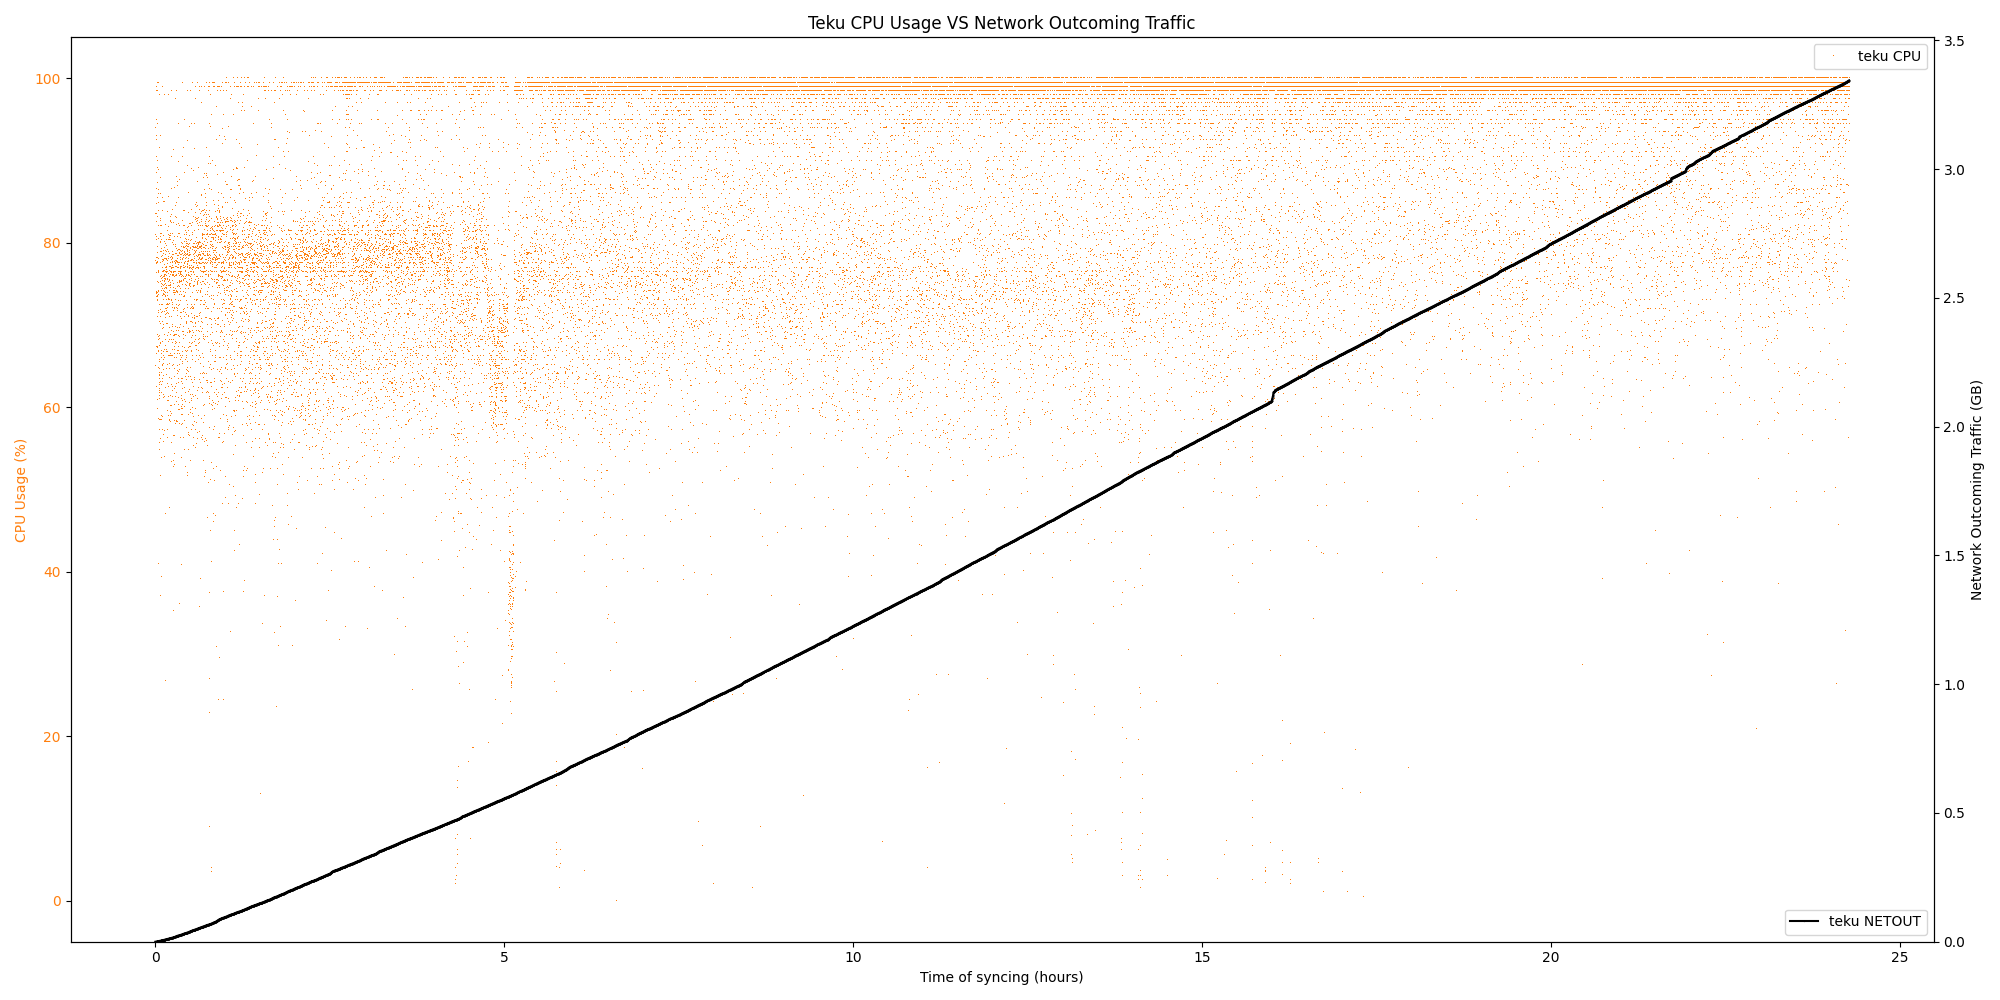 Teku CPU Usage VS Network Outcoming Traffic
teku CPU
teku NETOUT
CPU Usage (%)
100
80
60
40
20
0
Network Outcoming Traffic (GB)
3.5
3.0
2.5
2.0
1.5
1.0
0.5
0.0
0 5 10 15 20 25
Time of syncing (hours)